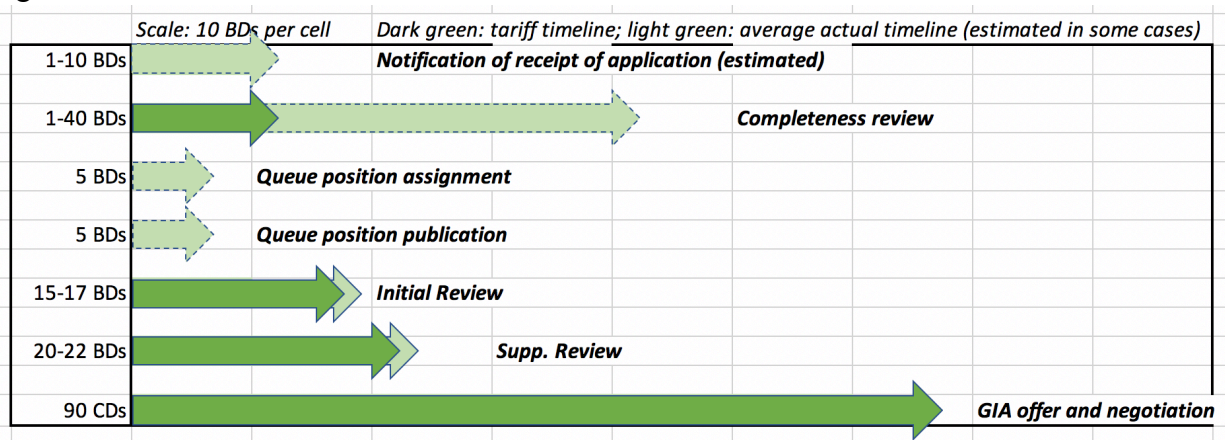 Scale: 10 BDs per cell Dark green: tariff timeline; light green: average actual timeline (estimated in some cases)
1-10 BDs Notification of receipt of application (estimated)
1-40 BDs Completeness review
5 BDs Queue position assignment
5 BDs Queue position publication
15-17 BDs Initial Review
20-22 BDs Supp. Review
90 CDs GIA offer and negotiation